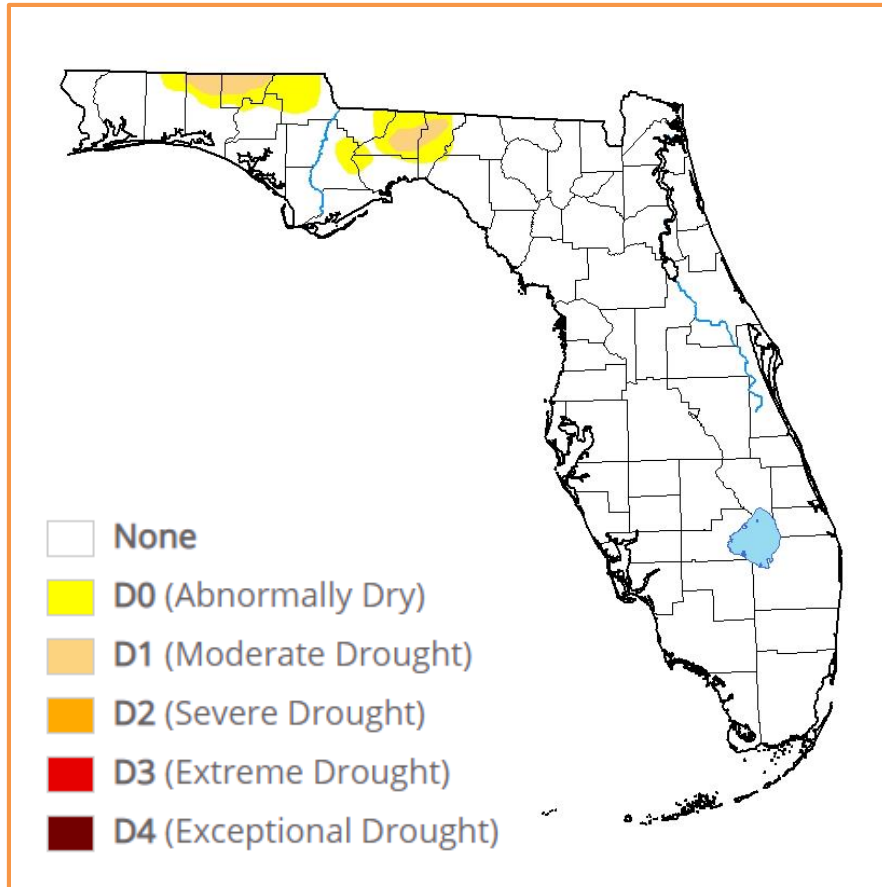 None
D0 (Abnormally Dry)
D1 (Moderate Drought)
D2 (Severe Drought)
D3 (Extreme Drought)
D4 (Exceptional Drought)